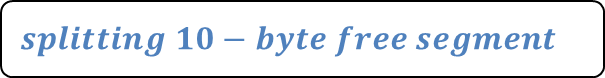 splitting 10 − byte free segment